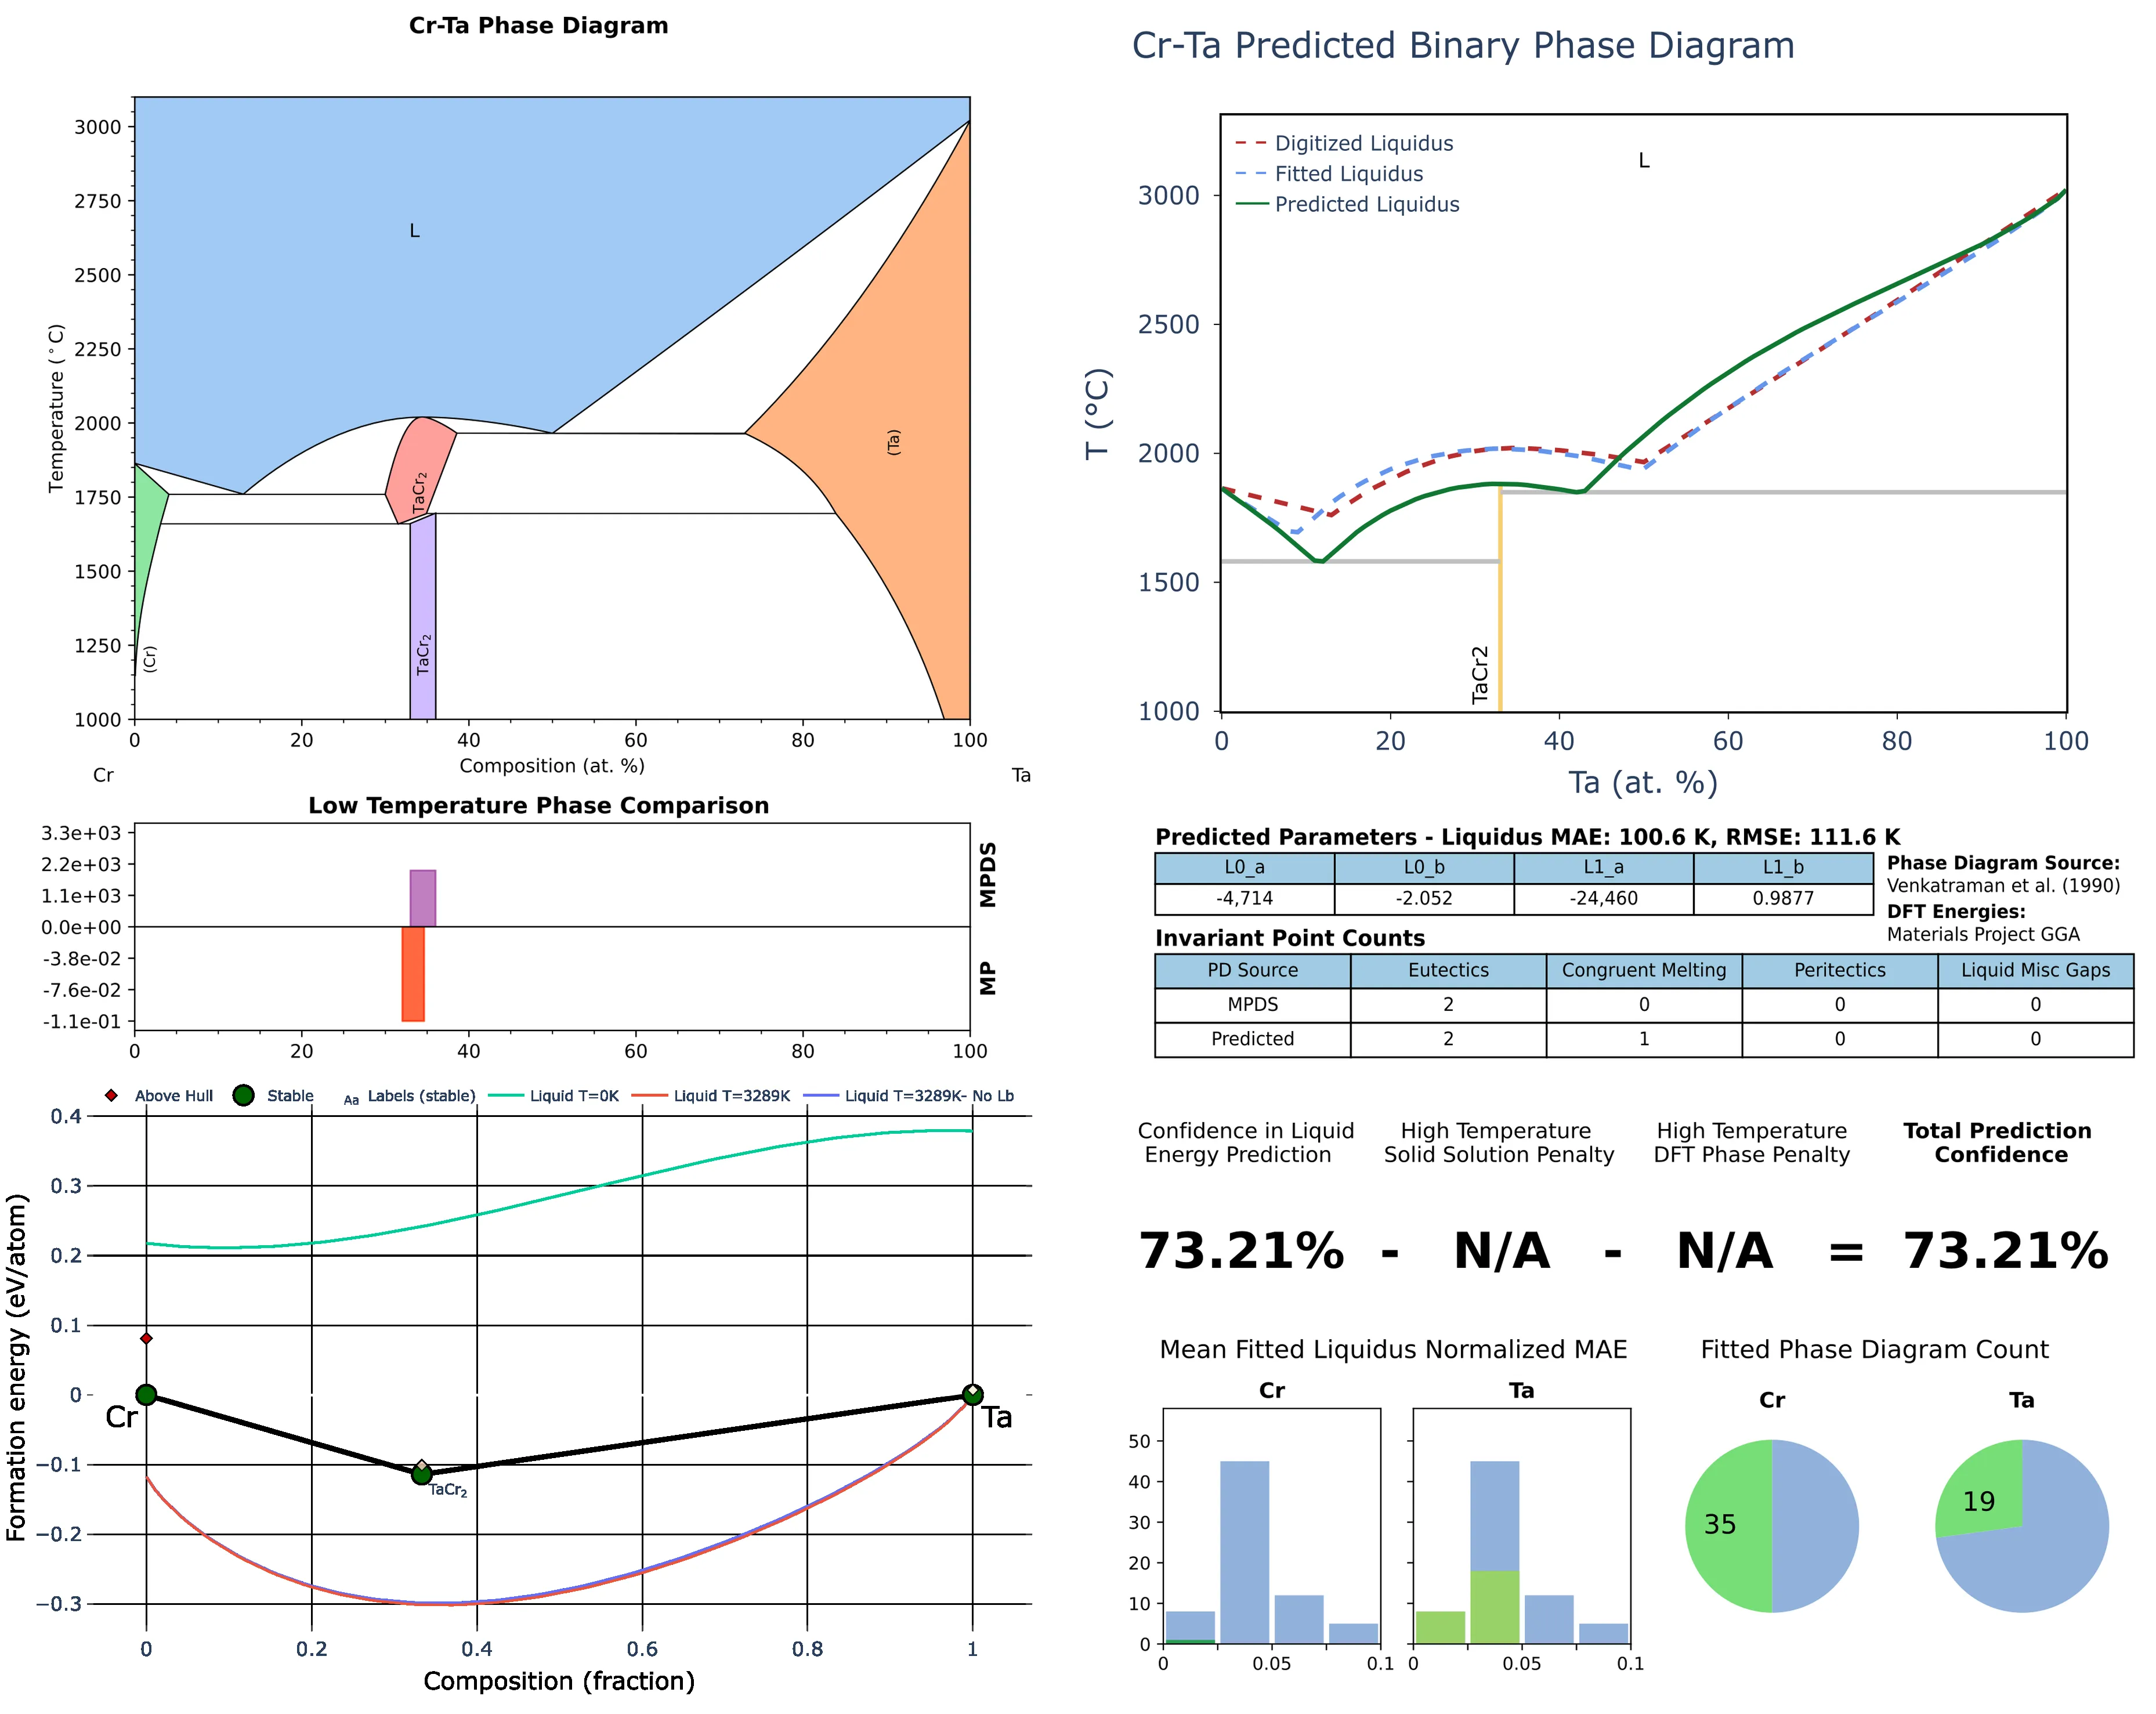 Cr-Ta Phase Diagram
Temperature (°C)
3000
2750
2500
2250
2000
1750
1500
1250
1000
L
(Ta)
TaCr2
TaCr2
(Cr)
0 20 40 60 80 100
Composition (at. %)
Cr Ta
Low Temperature Phase Comparison
3.3e+03
2.2e+03
1.1e+03
0.0e+00
-3.8e-02
-7.6e-02
-1.1e-01
MPDS
MP
0 20 40 60 80 100
Above Hull Stable Aa Labels (stable) Liquid T=0K Liquid T=3289K Liquid T=3289K- No Lb
Formation energy (eV/atom)
0.4
0.3
0.2
0.1
0
−0.1
−0.2
−0.3
Cr
TaCr2
Ta
0 0.2 0.4 0.6 0.8 1
Composition (fraction)
Cr-Ta Predicted Binary Phase Diagram
Digitized Liquidus
Fitted Liquidus
Predicted Liquidus
L
T (°C)
3000
2500
2000
1500
1000
TaCr2
0 20 40 60 80 100
Ta (at. %)
Predicted Parameters - Liquidus MAE: 100.6 K, RMSE: 111.6 K
L0_a L0_b L1_a L1_b
-4,714 -2.052 -24,460 0.9877
Phase Diagram Source:
Venkatraman et al. (1990)
DFT Energies:
Materials Project GGA
Invariant Point Counts
PD Source Eutectics Congruent Melting Peritectics Liquid Misc Gaps
MPDS 2 0 0 0
Predicted 2 1 0 0
Confidence in Liquid
Energy Prediction
High Temperature
Solid Solution Penalty
High Temperature
DFT Phase Penalty
Total Prediction
Confidence
73.21% - N/A - N/A = 73.21%
Mean Fitted Liquidus Normalized MAE
Cr Ta
50
40
30
20
10
0
0 0.05 0.1 0 0.05 0.1
Fitted Phase Diagram Count
Cr Ta
35 19